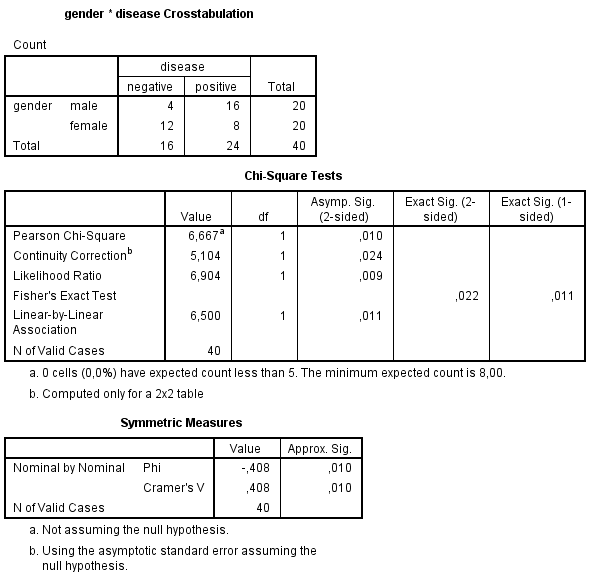 gender * disease Crosstabulation
Count
disease
negative positive Total
gender male 4 16 20
female 12 8 20
Total 16 24 40
Chi-Square Tests
Value df Asymp. Sig. (2-sided) Exact Sig. (2-sided) Exact Sig. (1-sided)
Pearson Chi-Square 6,667a 1 ,010
Continuity Correctionb 5,104 1 ,024
Likelihood Ratio 6,904 1 ,009
Fisher's Exact Test ,022 ,011
Linear-by-Linear Association 6,500 1 ,011
N of Valid Cases 40
a. 0 cells (0,0%) have expected count less than 5. The minimum expected count is 8,00.
b. Computed only for a 2x2 table
Symmetric Measures
Value Approx. Sig.
Nominal by Nominal Phi -,408 ,010
Cramer's V ,408 ,010
N of Valid Cases 40
a. Not assuming the null hypothesis.
b. Using the asymptotic standard error assuming the
null hypothesis.